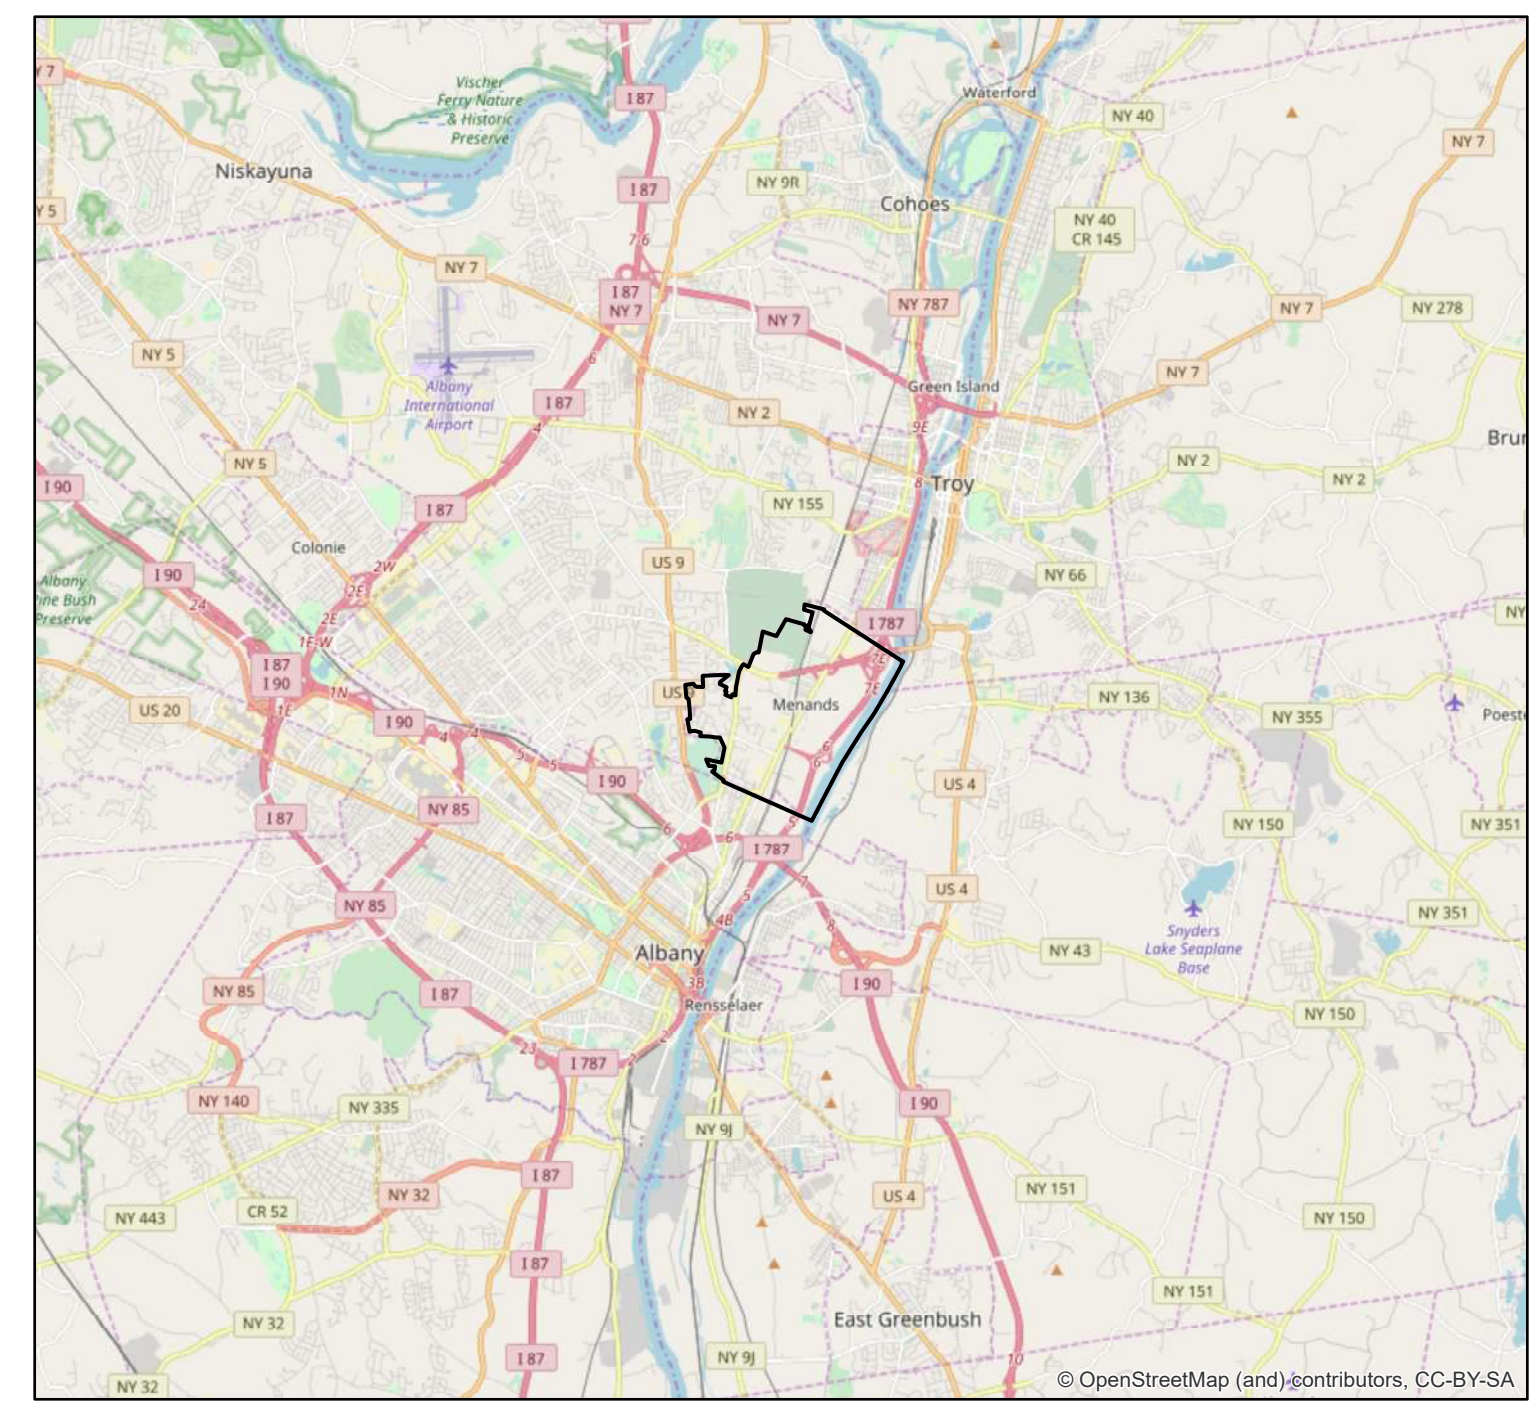 Vischer
Ferry Nature
& Historic
Preserve
I 87
Waterford
NY 40
NY 7
Y 7
Niskayuna
I 87
NY 9R
Cohoes
Y 5
NY 40
CR 145
7
6
NY 7
I 87
NY 7
NY 7
NY 787
NY 7
NY 278
NY 5
6
Albany
International
Airport
I 87
4
NY 2
Green Island
9E
NY 7
Brun
NY 5
I 90
I 87
NY 155
8
Troy
NY 2
NY 2
Colonie
2W
2E
US 9
NY 66
I 90
24
Albany
ine Bush
Preserve
2E
1E-W
I 787
NY
I 87
I 90
1N
1E
US 9
7E
7E
Menands
NY 136
NY 355
Poeste
US 20
I 90
4
4
5
5
6
6
I 90
US 4
I 87
NY 85
6
6
5
I 787
NY 150
NY 351
7
NY 85
5
US 4
Snyders
Lake Seaplane
Base
NY 351
4B
8
Albany
NY 43
NY 85
I 87
3B
Rensselaer
I 90
NY 150
23
I 787
2
2
NY 140
NY 335
I 90
NY 9J
I 87
NY 32
US 4
NY 151
NY 443
CR 52
NY 150
I 87
NY 151
NY 32
East Greenbush
I 87
NY 9J
10
NY 32
© OpenStreetMap (and) contributors, CC-BY-SA